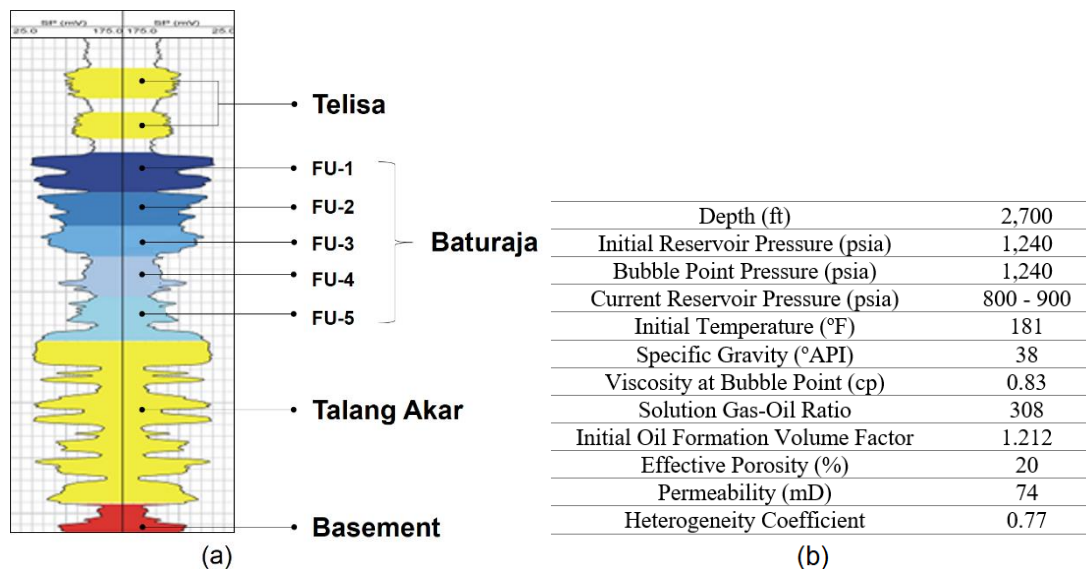 SP (mV) SP (mV)
25.0 175.0 175.0 25.0
Telisa
FU-1
FU-2
FU-3
Baturaja
FU-4
FU-5
Talang Akar
Basement
(a)
Depth (ft) 2,700
Initial Reservoir Pressure (psia) 1,240
Bubble Point Pressure (psia) 1,240
Current Reservoir Pressure (psia) 800 - 900
Initial Temperature (ºF) 181
Specific Gravity (ºAPI) 38
Viscosity at Bubble Point (cp) 0.83
Solution Gas-Oil Ratio 308
Initial Oil Formation Volume Factor 1.212
Effective Porosity (%) 20
Permeability (mD) 74
Heterogeneity Coefficient 0.77
(b)